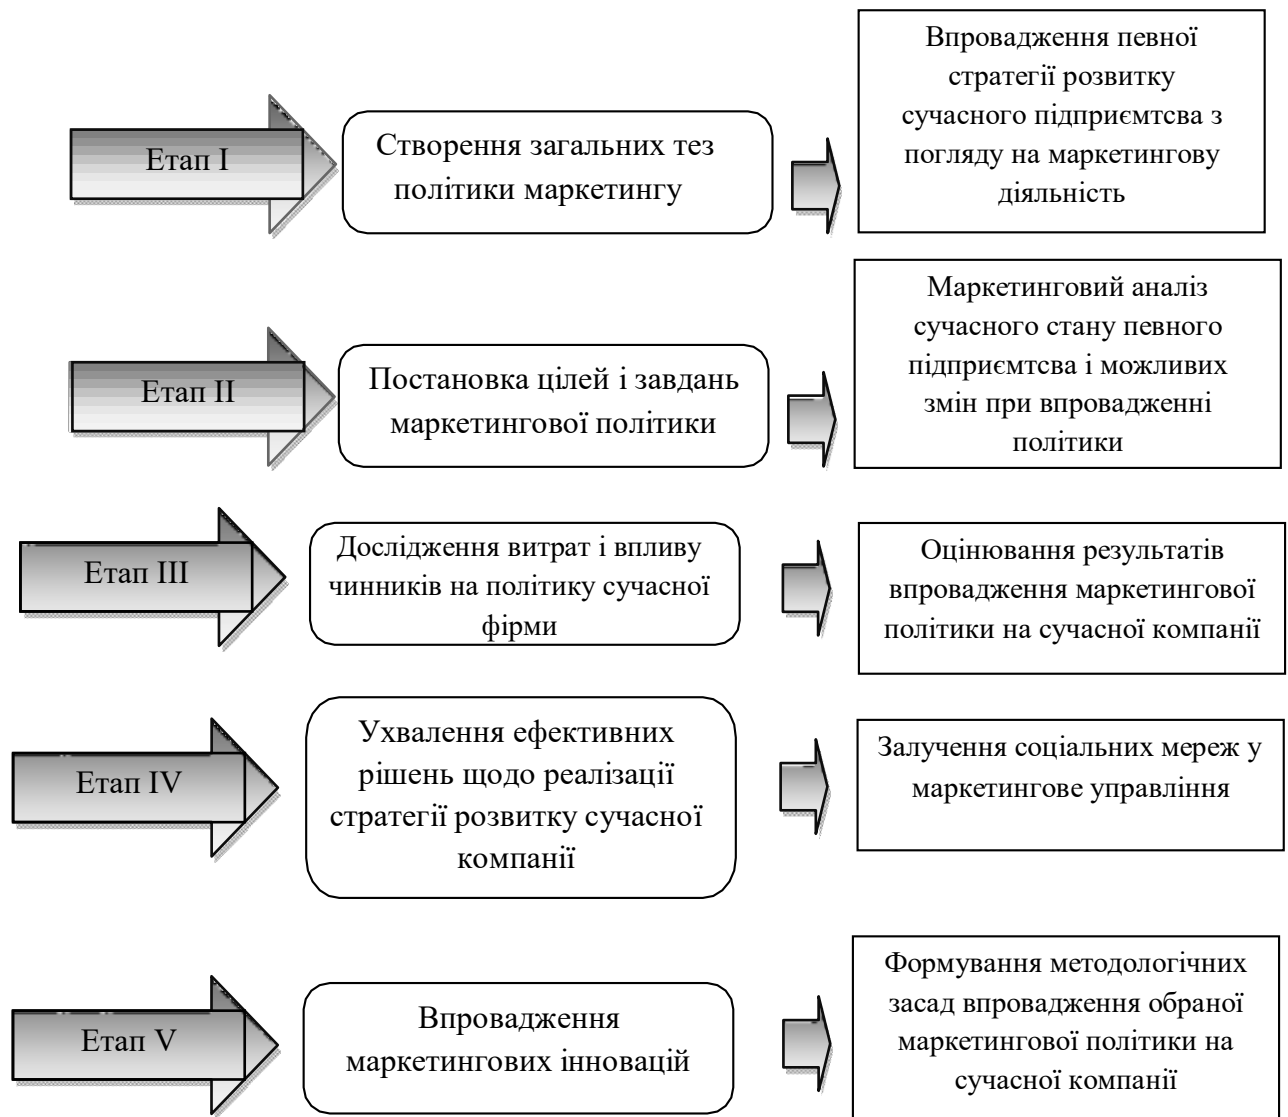 Етап I
Створення загальних тез
політики маркетингу
Впровадження певної
стратегії розвитку
сучасного підприємтсва з
погляду на маркетингову
діяльність
Етап II
Постановка цілей і завдань
маркетингової політики
Маркетинговий аналіз
сучасного стану певного
підприємтсва і можливих
змін при впровадженні
політики
Етап III
Дослідження витрат і впливу
чинників на політику сучасної
фірми
Оцінювання результатів
впровадження маркетингової
політики на сучасної компанії
Етап IV
Ухвалення ефективних
рішень щодо реалізації
стратегії розвитку сучасної
компанії
Залучення соціальних мереж у
маркетингове управління
Етап V
Впровадження
маркетингових інновацій
Формування методологічних
засад впровадження обраної
маркетингової політики на
сучасної компанії